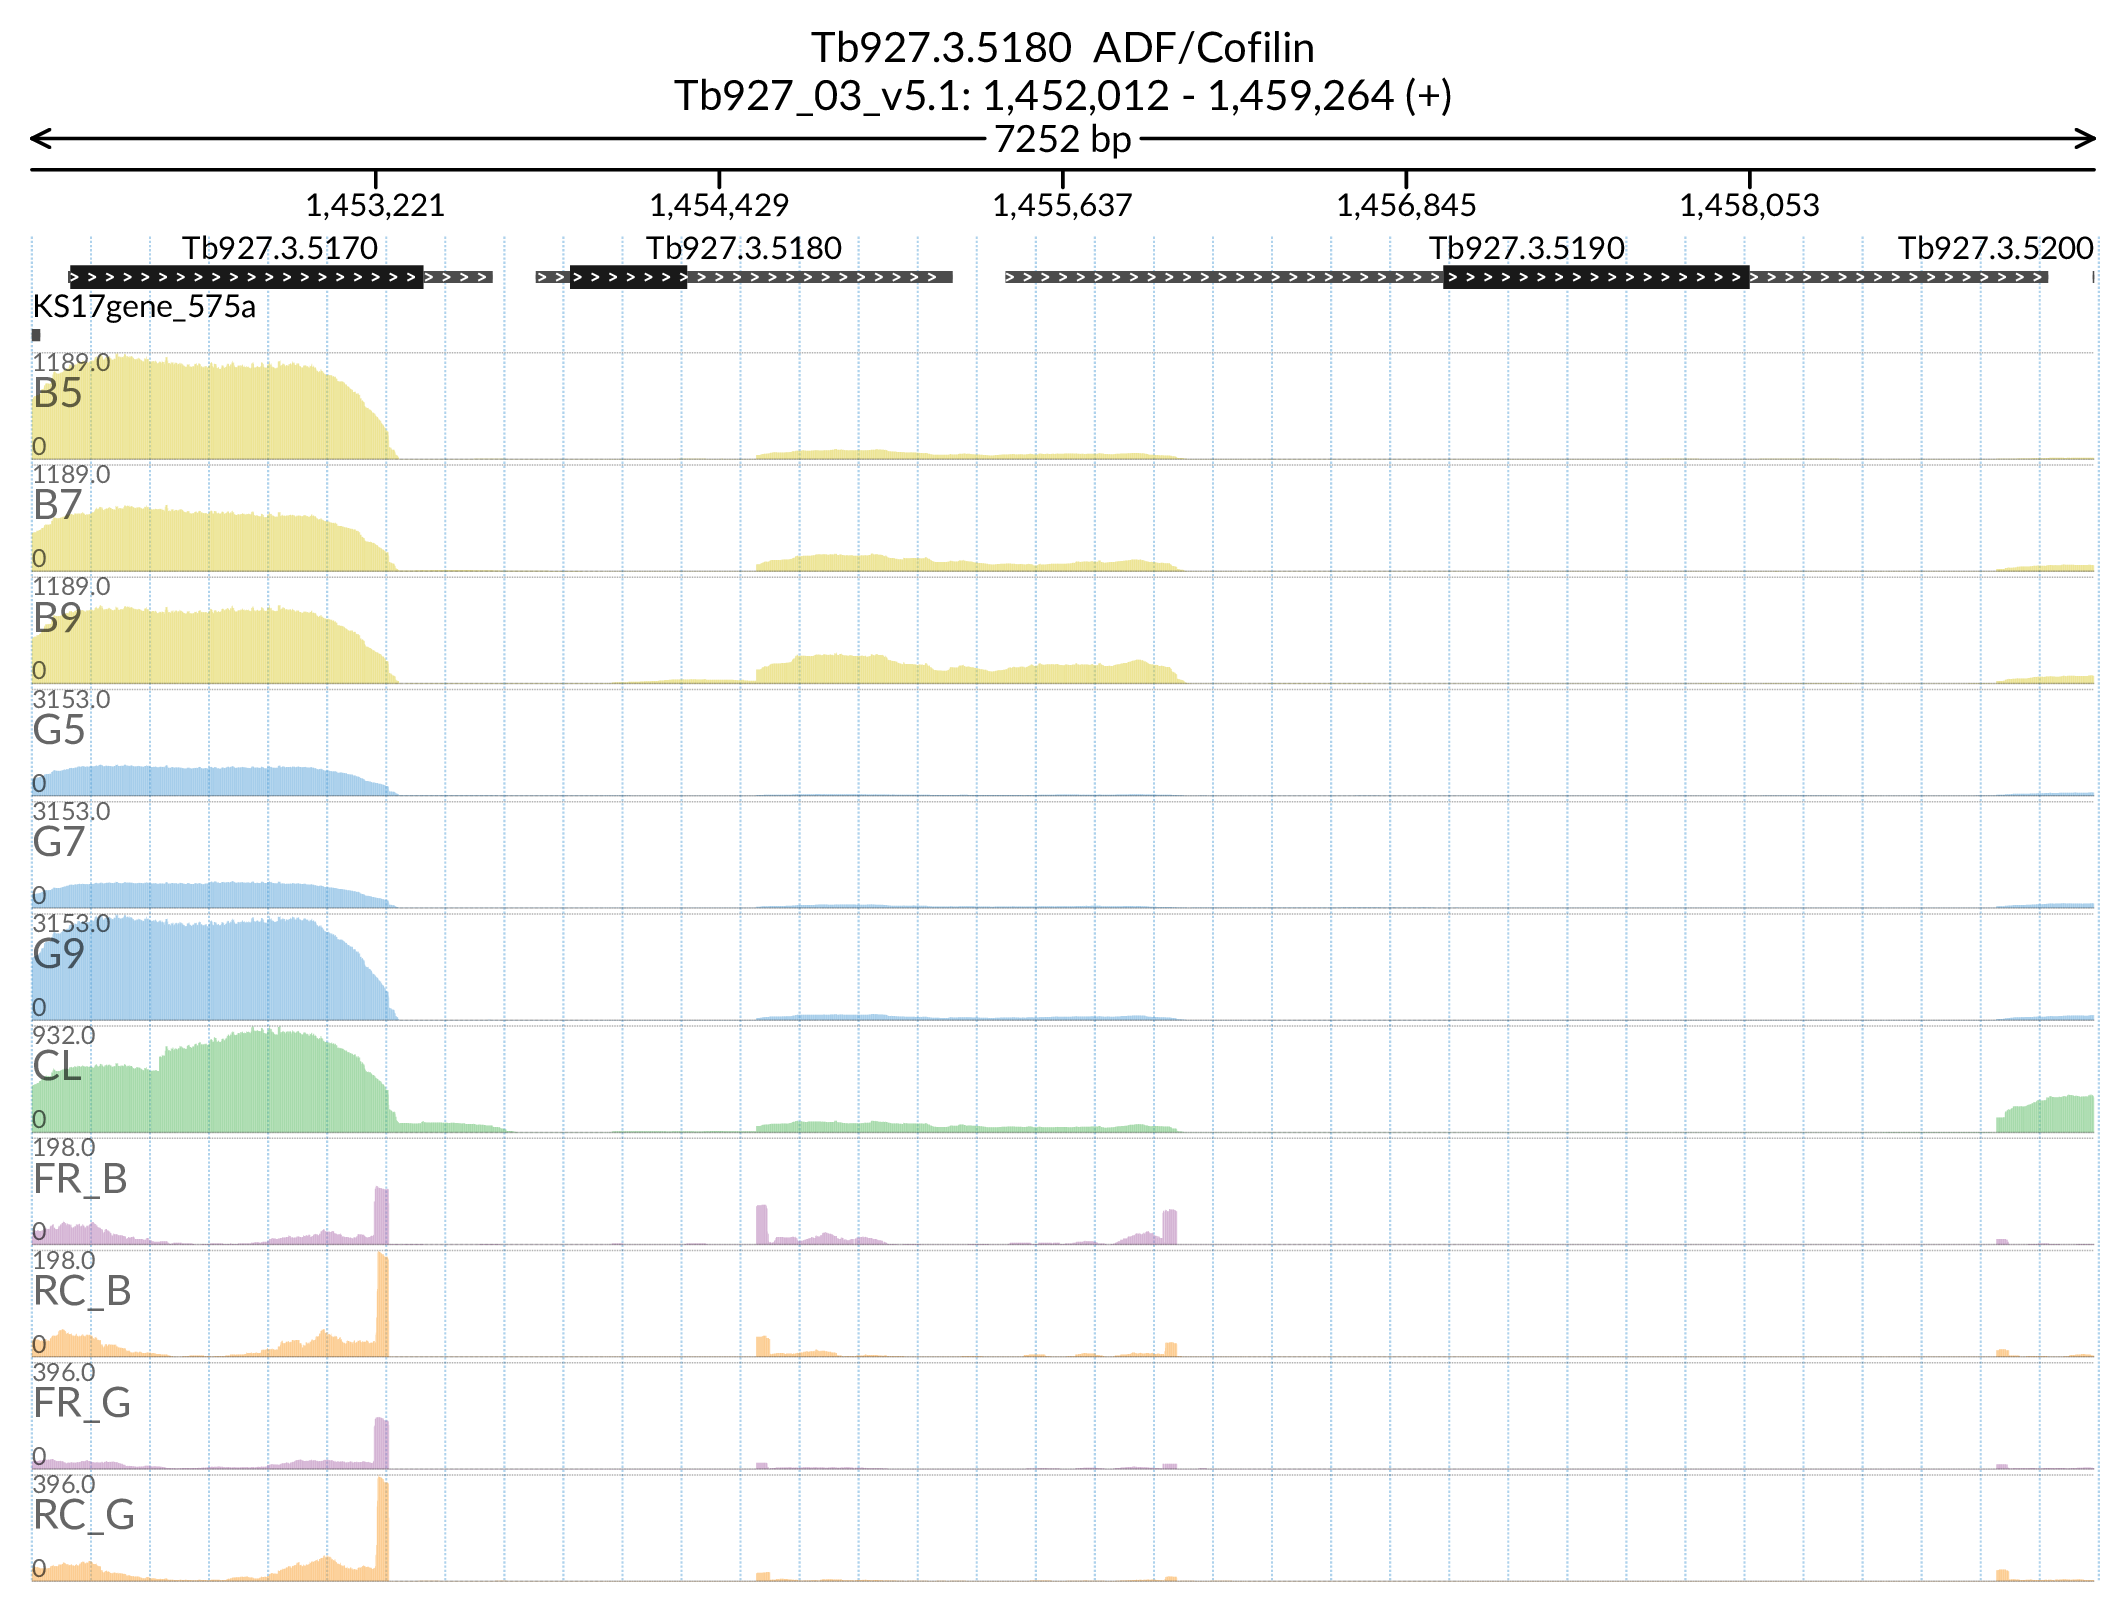 Tb927.3.5180 ADF/Cofilin
Tb927_03_v5.1: 1,452,012 - 1,459,264 (+)
7252 bp
1,453,221 1,454,429 1,455,637 1,456,845 1,458,053
Tb927.3.5170 Tb927.3.5180 Tb927.3.5190 Tb927.3.5200
KS17gene_575a
1189.0
B5
0
1189.0
B7
0
1189.0
B9
0
3153.0
G5
0
3153.0
G7
0
3153.0
G9
0
932.0
CL
0
198.0
FR_B
0
198.0
RC_B
0
396.0
FR_G
0
396.0
RC_G
0